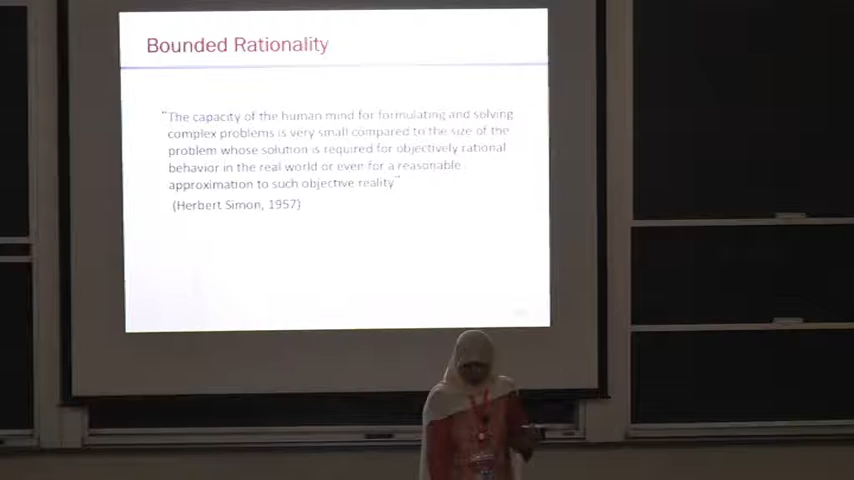 Bounded Rationality
"The capacity of the human mind for formulating and solving
complex problems is very small compared to the size of the
problem whose solution is required for objectively rational
behavior in the real world or even for a reasonable
approximation to such objective reality"
(Herbert Simon, 1957)